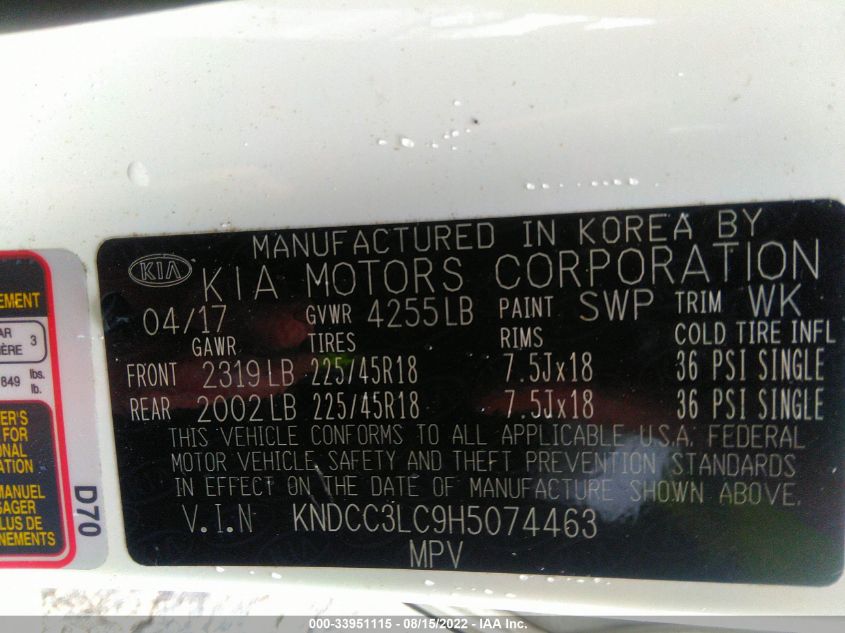 MANUFACTURED IN KOREA BY
KIA KIA MOTORS CORPORATION
04/17 GVWR 4255LB PAINT SWP TRIM WK
GAWR TIRES RIMS COLD TIRE INFL
FRONT 2319LB 225/45R18 7.5Jx18 36 PSI SINGLE
REAR 2002LB 225/45R18 7.5Jx18 36 PSI SINGLE
THIS VEHICLE CONFORMS TO ALL APPLICABLE U.S.A. FEDERAL
MOTOR VEHICLE SAFETY AND THEFT PREVENTION STANDARDS
IN EFFECT ON THE DATE OF MANUFACTURE SHOWN ABOVE.
V.I.N KNDCC3LC9H5074463
MPV
EMENT
AR
IÈRE 3
849 lbs.
lb.
ER'S
FOR
ONAL
ATION
MANUEL
SAGER
PLUS DE
NEMENTS
D70
000-33951115 - 08/15/2022 - IAA Inc.